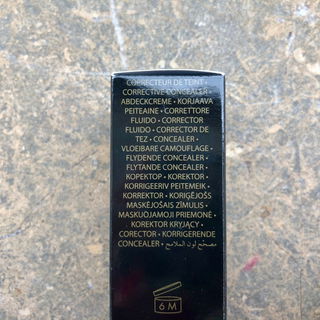 CORRECTEUR DE TEINT •
CORRECTIVE CONCEALER •
ABDECKCREME • KORJAAVA
PEITEAINE • CORRETTORE
FLUIDO • CORRECTOR
FLUIDO • CORRECTOR DE
TEZ • CONCEALER •
VLOEIBARE CAMOUFLAGE •
FLYDENDE CONCEALER •
FLYTANDE CONCEALER •
КОРЕКТОР • KOREKTOR •
KORRIGEERIV PEITEMEIK •
KORREKTOR • KORIĢĒJOŠS
MASKĒJOŠAIS ZĪMULIS •
MASKUOJAMOJI PRIEMONĖ •
KOREKTOR KRYJĄCY •
CORECTOR • KORRIGERENDE
CONCEALER • مصحّح لون الملامح
6 M